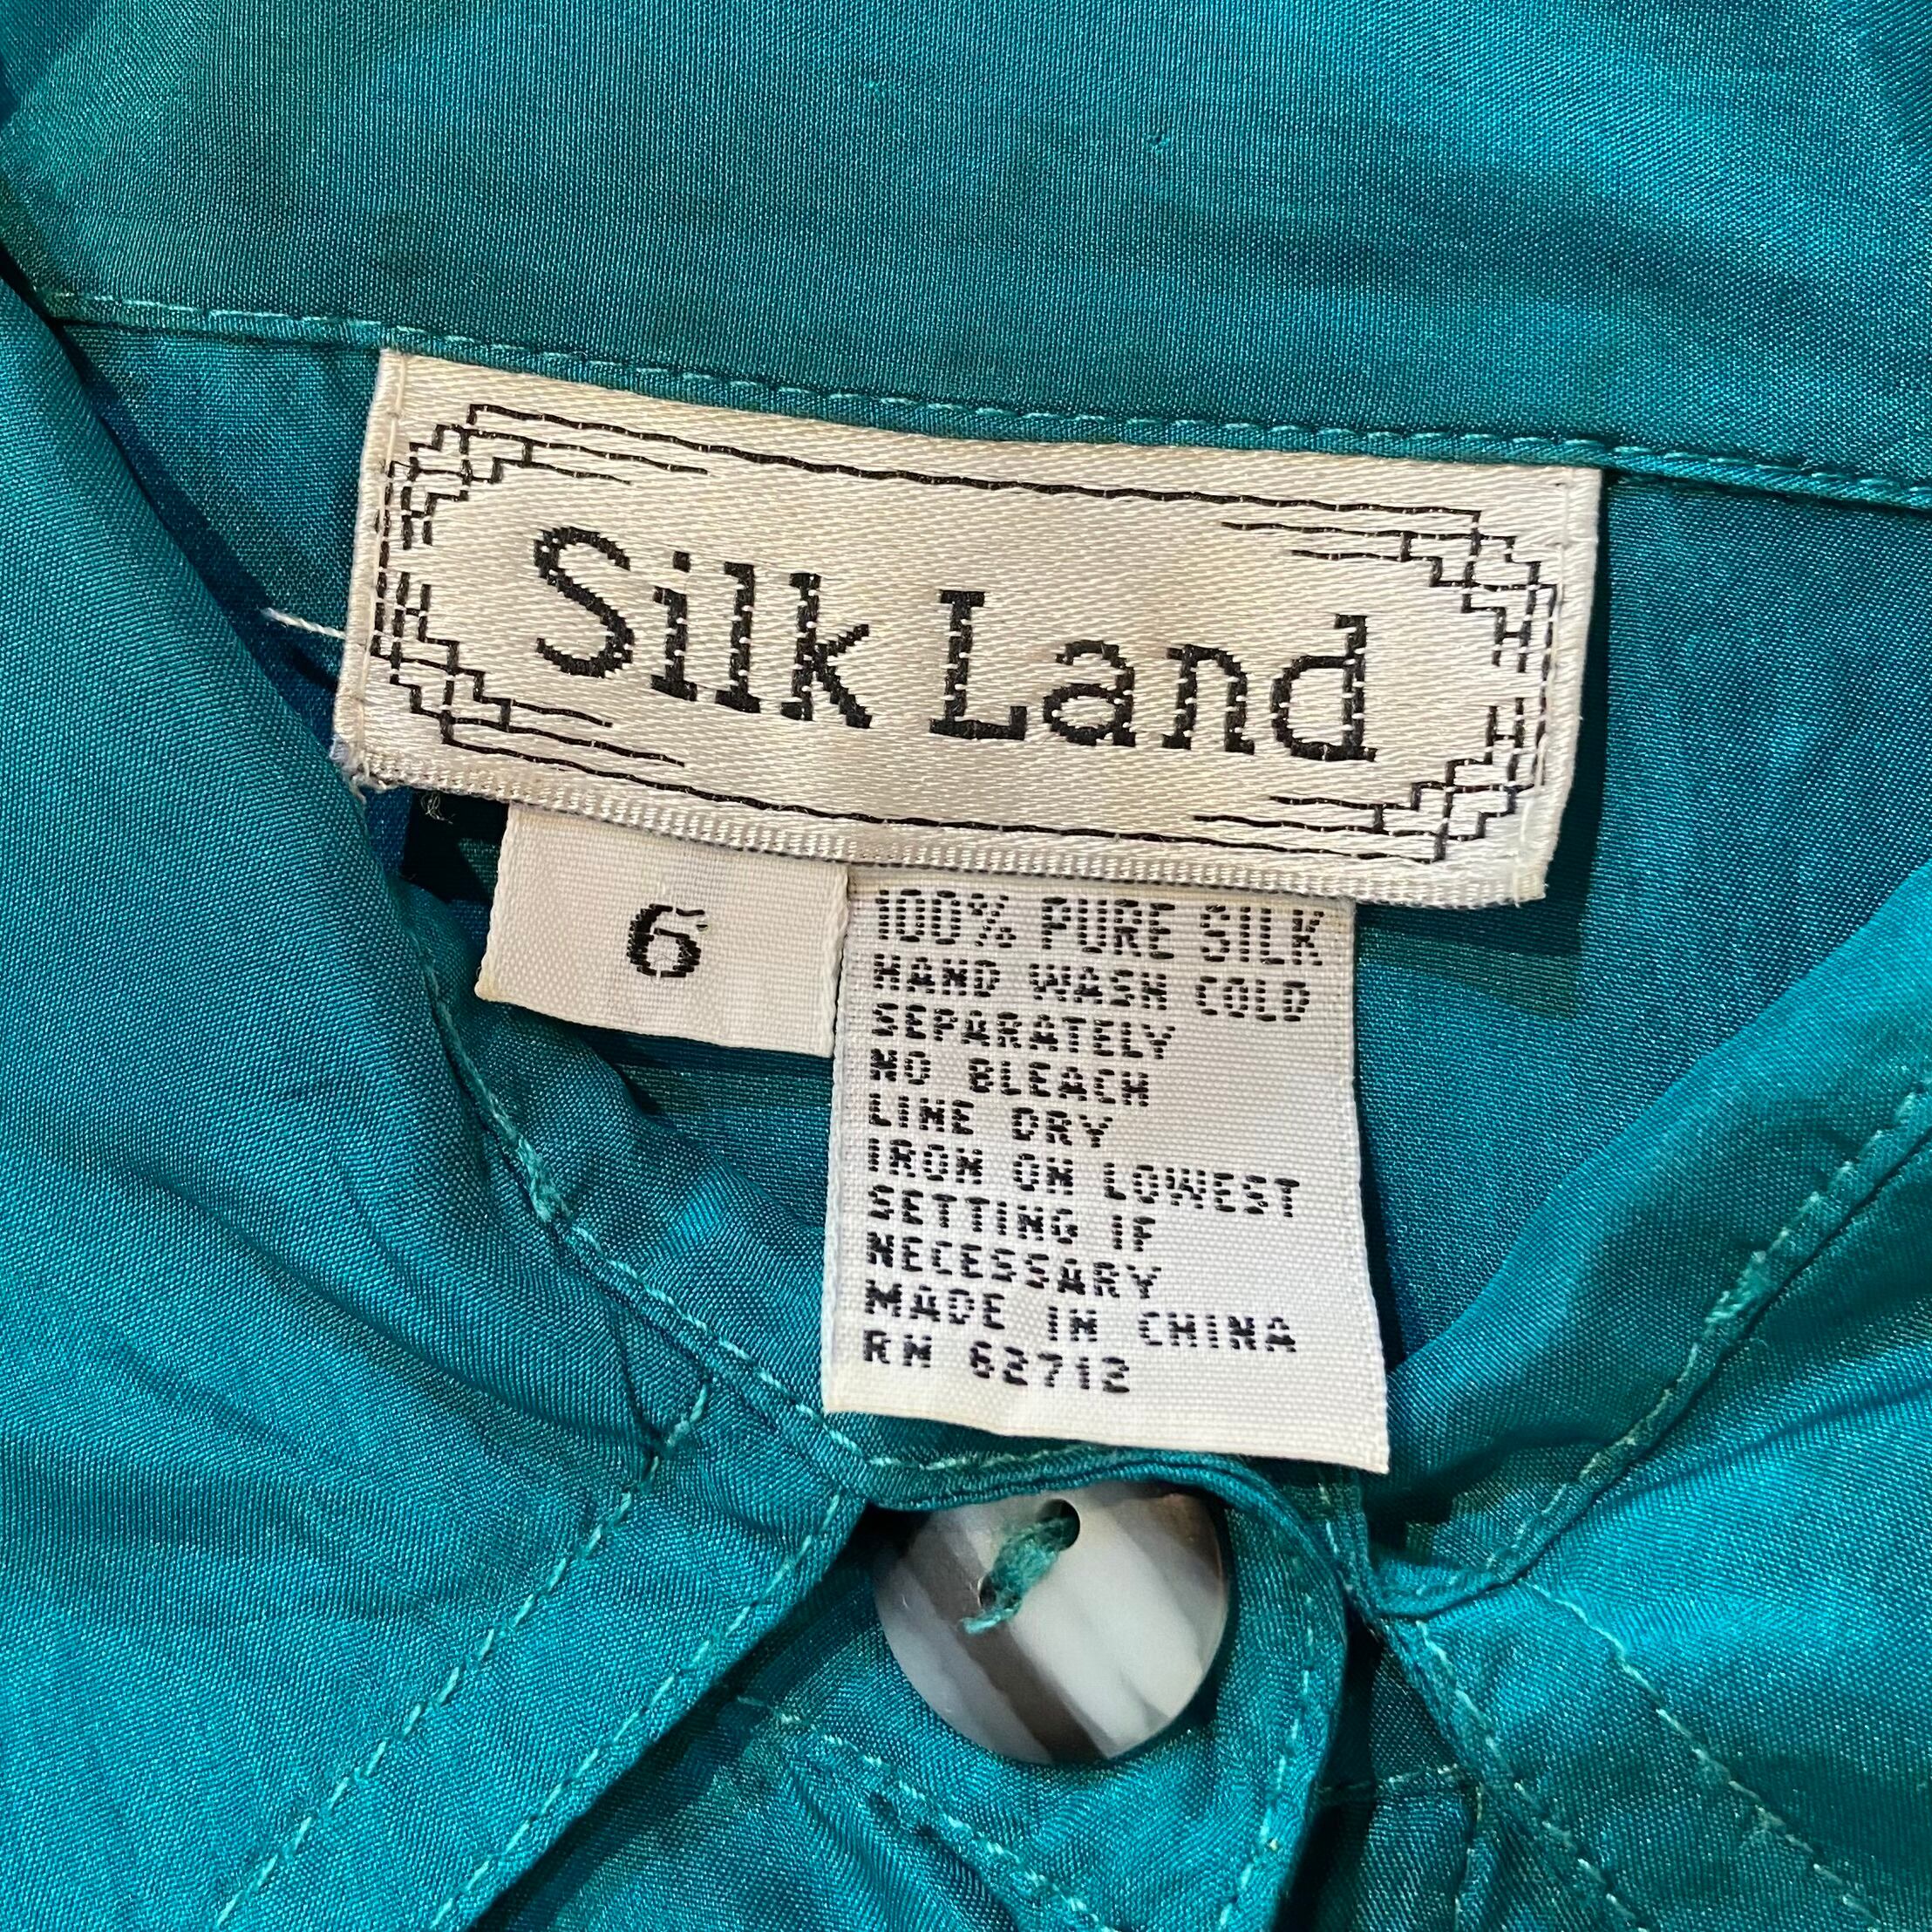 Silk Land
6
100% PURE SILK
HAND WASH COLD
SEPARATELY
NO BLEACH
LINE DRY
IRON ON LOWEST
SETTING IF
NECESSARY
MADE IN CHINA
RN 62712